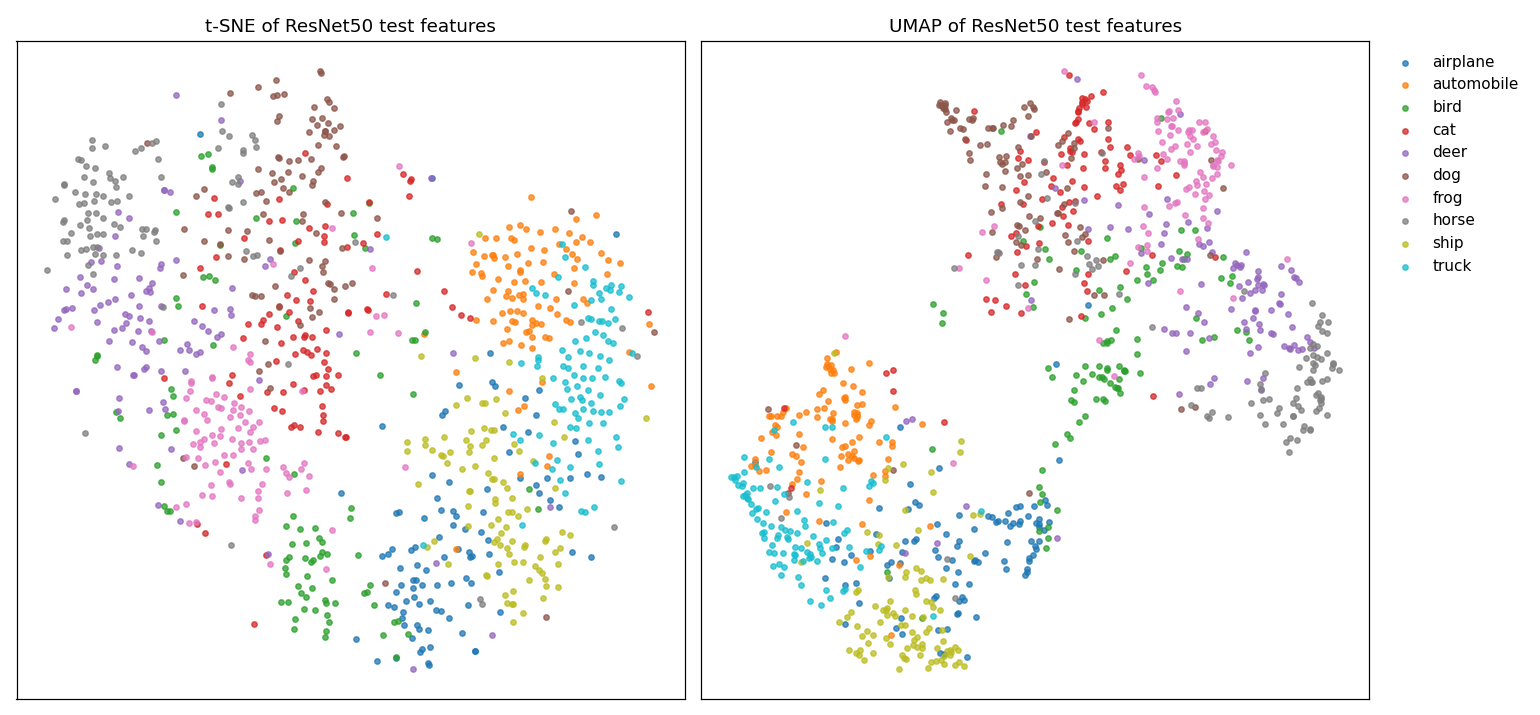 t-SNE of ResNet50 test features
UMAP of ResNet50 test features
airplane
automobile
bird
cat
deer
dog
frog
horse
ship
truck